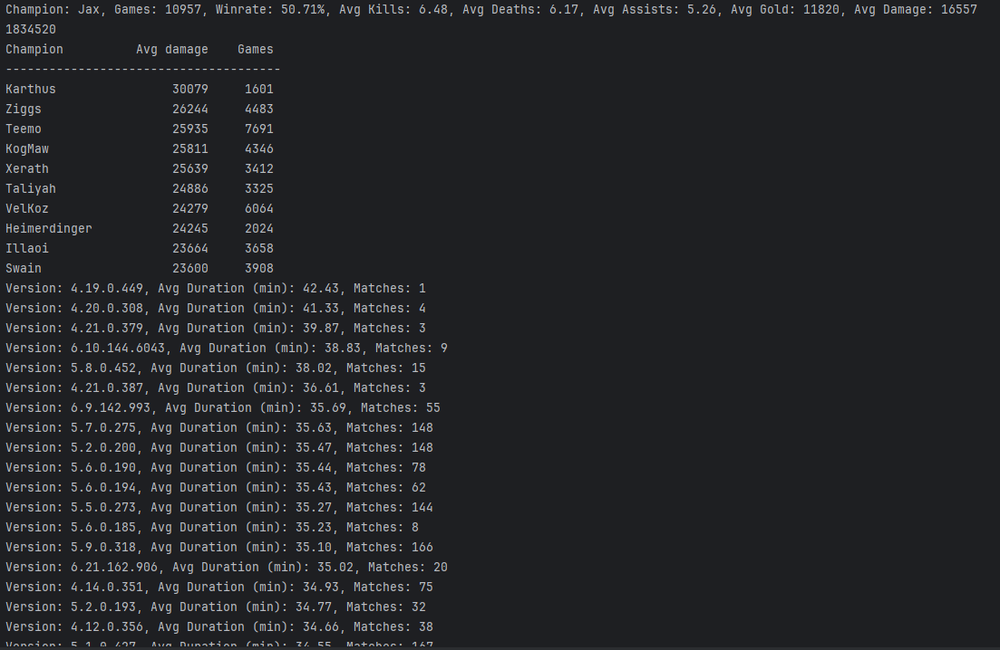 Champion: Jax, Games: 10957, Winrate: 50.71%, Avg Kills: 6.48, Avg Deaths: 6.17, Avg Assists: 5.26, Avg Gold: 11820, Avg Damage: 16557
1834520
Champion Avg damage Games
--------------------------------------
Karthus 30079 1601
Ziggs 26244 4483
Teemo 25935 7691
KogMaw 25811 4346
Xerath 25639 3412
Taliyah 24886 3325
VelKoz 24279 6064
Heimerdinger 24245 2024
Illaoi 23664 3658
Swain 23600 3908
Version: 4.19.0.449, Avg Duration (min): 42.43, Matches: 1
Version: 4.20.0.308, Avg Duration (min): 41.33, Matches: 4
Version: 4.21.0.379, Avg Duration (min): 39.87, Matches: 3
Version: 6.10.144.6043, Avg Duration (min): 38.83, Matches: 9
Version: 5.8.0.452, Avg Duration (min): 38.02, Matches: 15
Version: 4.21.0.387, Avg Duration (min): 36.61, Matches: 3
Version: 6.9.142.993, Avg Duration (min): 35.69, Matches: 55
Version: 5.7.0.275, Avg Duration (min): 35.63, Matches: 148
Version: 5.2.0.200, Avg Duration (min): 35.47, Matches: 148
Version: 5.6.0.190, Avg Duration (min): 35.44, Matches: 78
Version: 5.6.0.194, Avg Duration (min): 35.43, Matches: 62
Version: 5.5.0.273, Avg Duration (min): 35.27, Matches: 144
Version: 5.6.0.185, Avg Duration (min): 35.23, Matches: 8
Version: 5.9.0.318, Avg Duration (min): 35.10, Matches: 166
Version: 6.21.162.906, Avg Duration (min): 35.02, Matches: 20
Version: 4.14.0.351, Avg Duration (min): 34.93, Matches: 75
Version: 5.2.0.193, Avg Duration (min): 34.77, Matches: 32
Version: 4.12.0.356, Avg Duration (min): 34.66, Matches: 38
Version: 5.1.0.427, Avg Duration (min): 34.55, Matches: 167